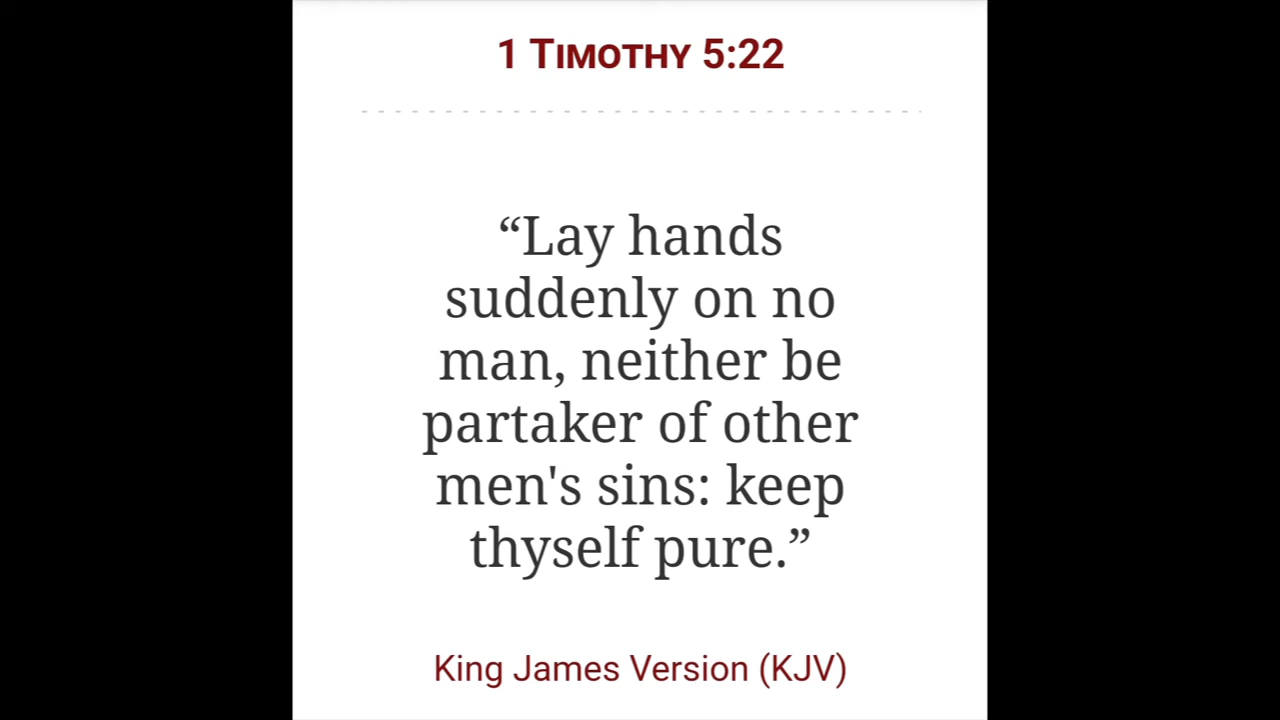 1 Timothy 5:22
“Lay hands
suddenly on no
man, neither be
partaker of other
men's sins: keep
thyself pure.”
King James Version (KJV)